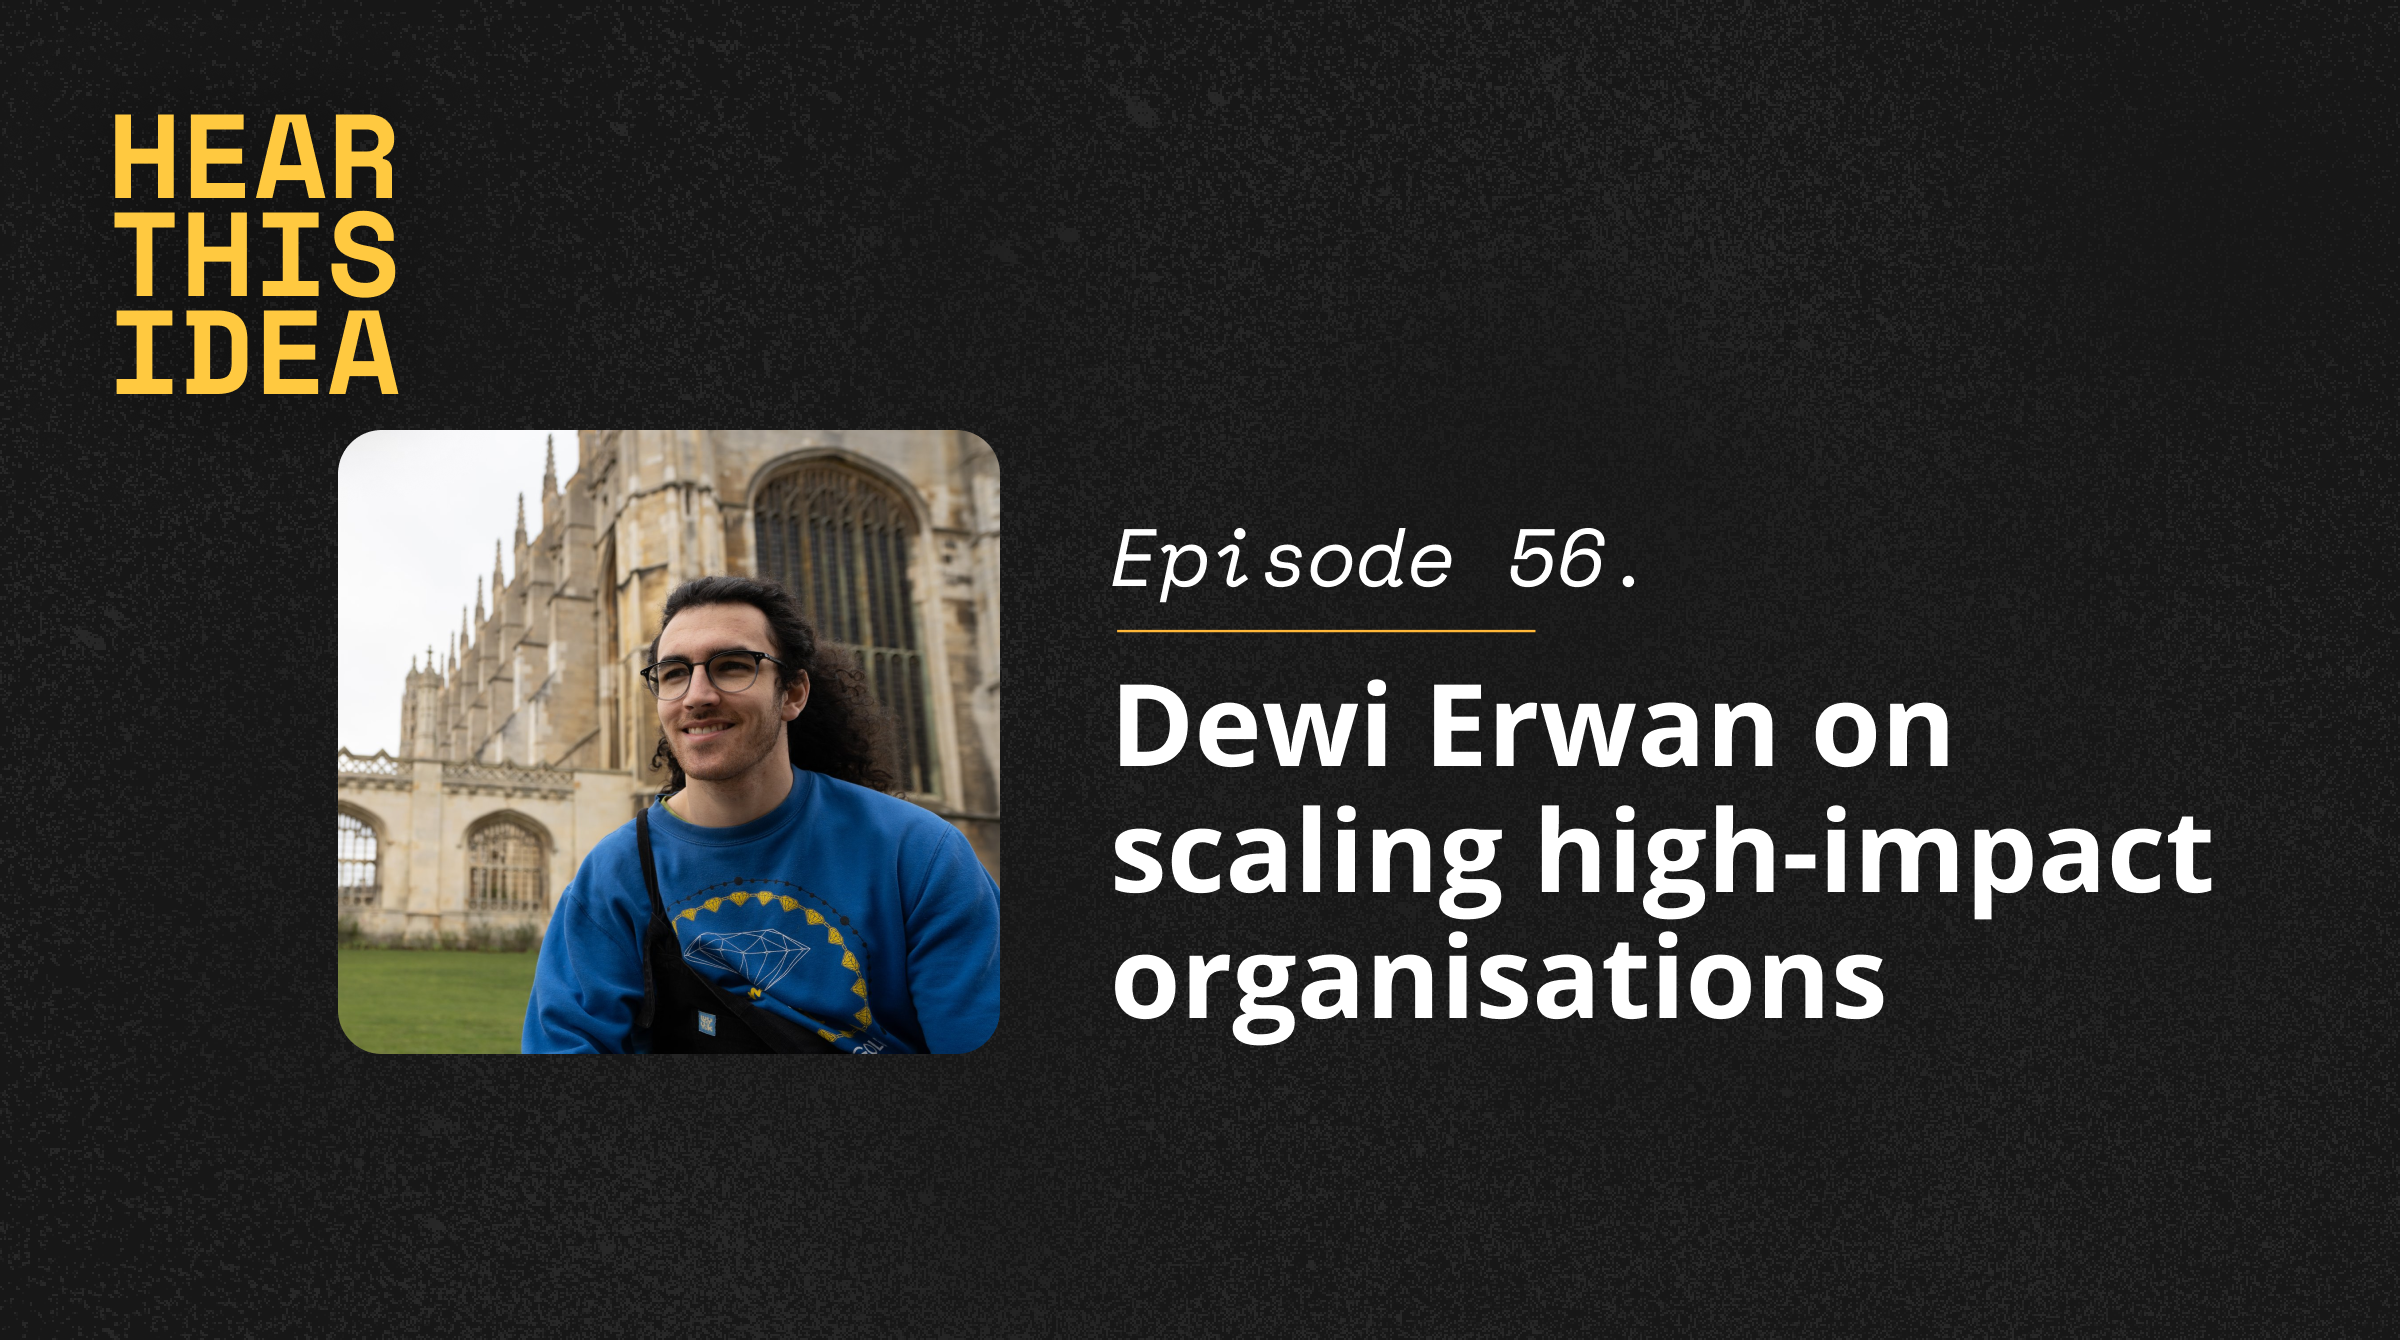 HEAR
THIS
IDEA
Episode 56.
Dewi Erwan on
scaling high-impact
organisations